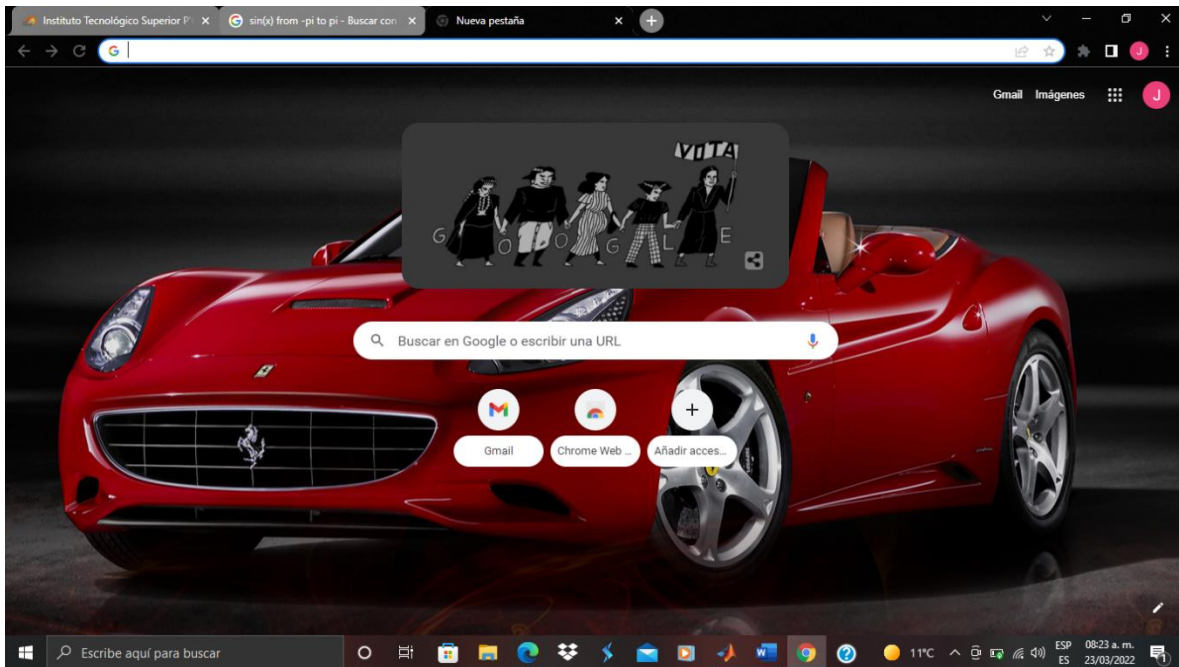 Instituto Tecnológico Superior P'
sin(x) from -pi to pi - Buscar con
Nueva pestaña
Gmail Imágenes
J
VOTA
GOOGLE
Buscar en Google o escribir una URL
Gmail
Chrome Web ...
Añadir acces...
Escribe aquí para buscar
11°C
ESP
ES
08:23 a. m.
23/03/2022